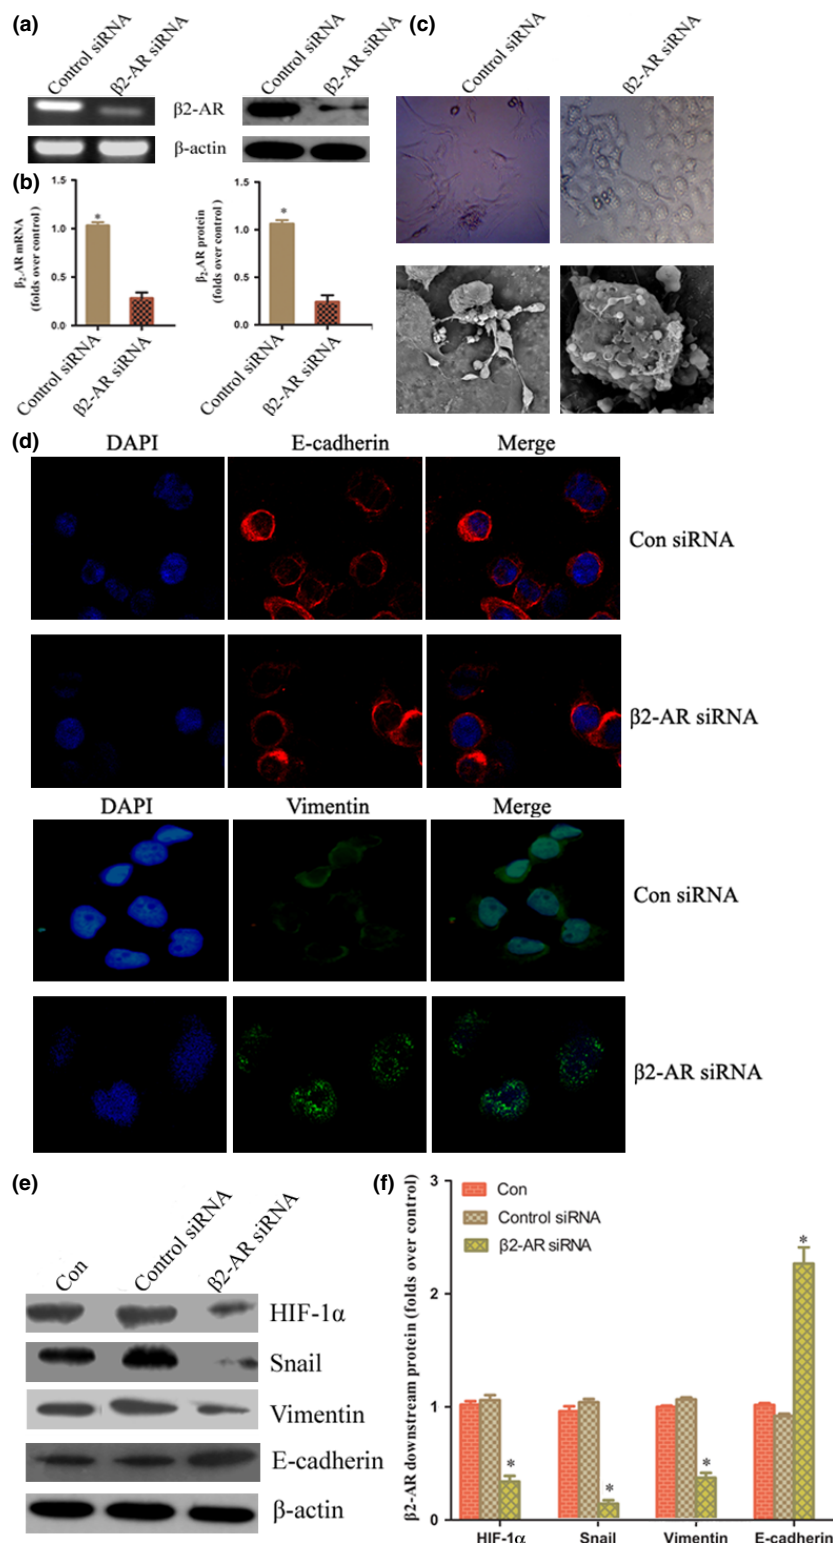 (a)
Control siRNA
β2-AR siRNA
Control siRNA
β2-AR siRNA
β2-AR
β-actin
(b)
β2-AR mRNA
(folds over control)
1.5
1.0
0.5
0.0
*
Control siRNA
β2-AR siRNA
β2-AR protein
(folds over control)
1.5
1.0
0.5
0.0
*
Control siRNA
β2-AR siRNA
(c)
Control siRNA
β2-AR siRNA
(d)
DAPI E-cadherin Merge
Con siRNA
β2-AR siRNA
DAPI Vimentin Merge
Con siRNA
β2-AR siRNA
(e)
Con
Control siRNA
β2-AR siRNA
HIF-1α
Snail
Vimentin
E-cadherin
β-actin
(f)
β2-AR downstream protein (folds over control)
3
2
1
0
Con
Control siRNA
β2-AR siRNA
*
*
*
*
HIF-1α Snail Vimentin E-cadherin